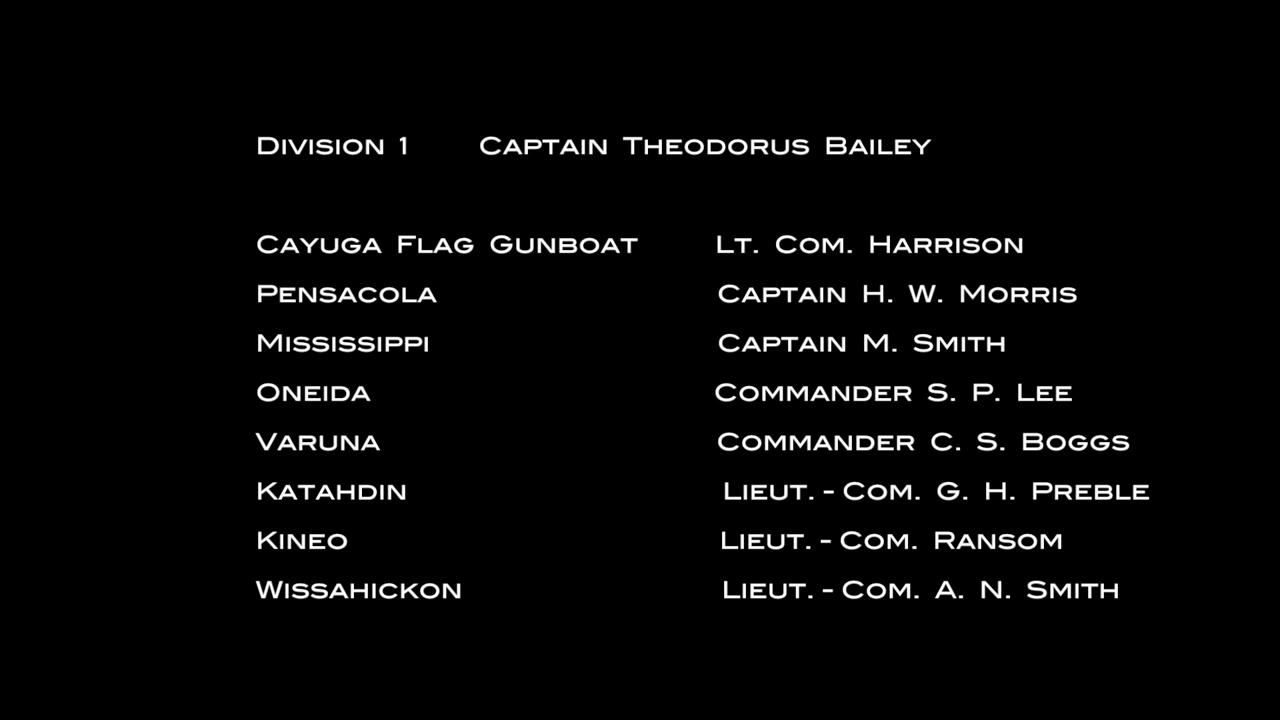 Division 1 Captain Theodorus Bailey
Cayuga Flag Gunboat Lt. Com. Harrison
Pensacola Captain H. W. Morris
Mississippi Captain M. Smith
Oneida Commander S. P. Lee
Varuna Commander C. S. Boggs
Katahdin Lieut. - Com. G. H. Preble
Kineo Lieut. - Com. Ransom
Wissahickon Lieut. - Com. A. N. Smith